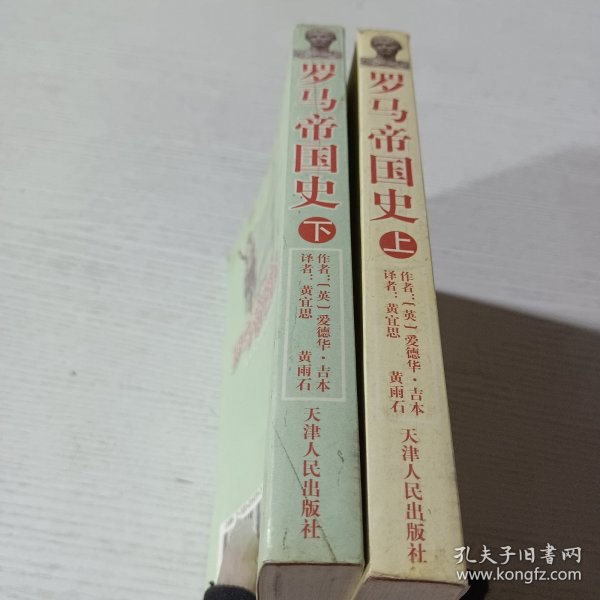 罗马帝国史
下
作者:〔英〕爱德华·吉本
译者:黄宜思 黄雨石
天津人民出版社
罗马帝国史
上
作者:〔英〕爱德华·吉本
译者:黄宜思 黄雨石
天津人民出版社
孔夫子旧书网
www.kongfz.com